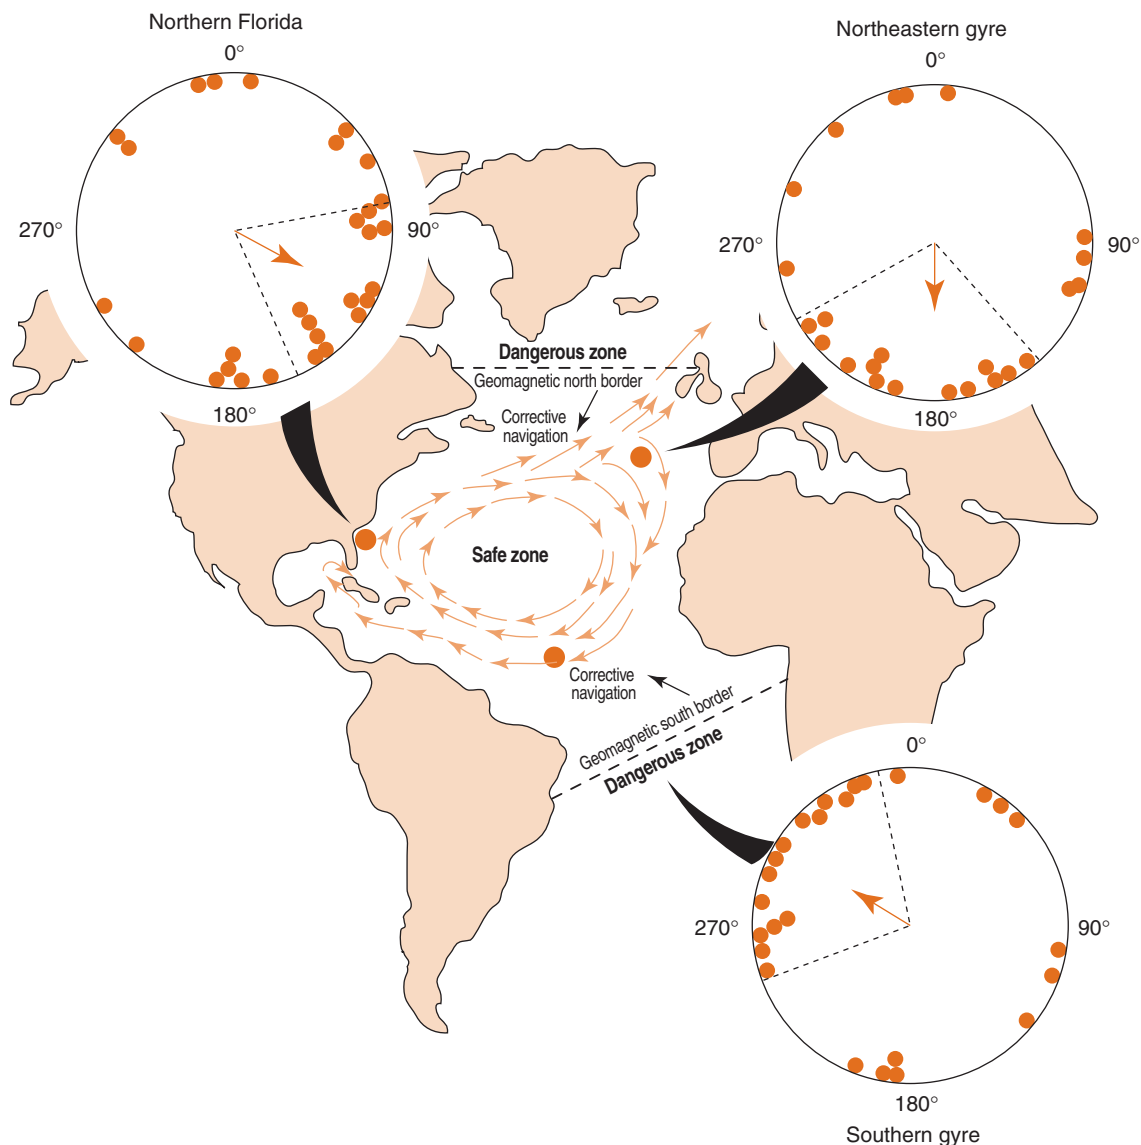 Northern Florida
0°
270°
90°
180°
Northeastern gyre
0°
270°
90°
180°
Dangerous zone
Geomagnetic north border
Corrective
navigation
Safe zone
Corrective
navigation
Geomagnetic south border
Dangerous zone
0°
270°
90°
180°
Southern gyre